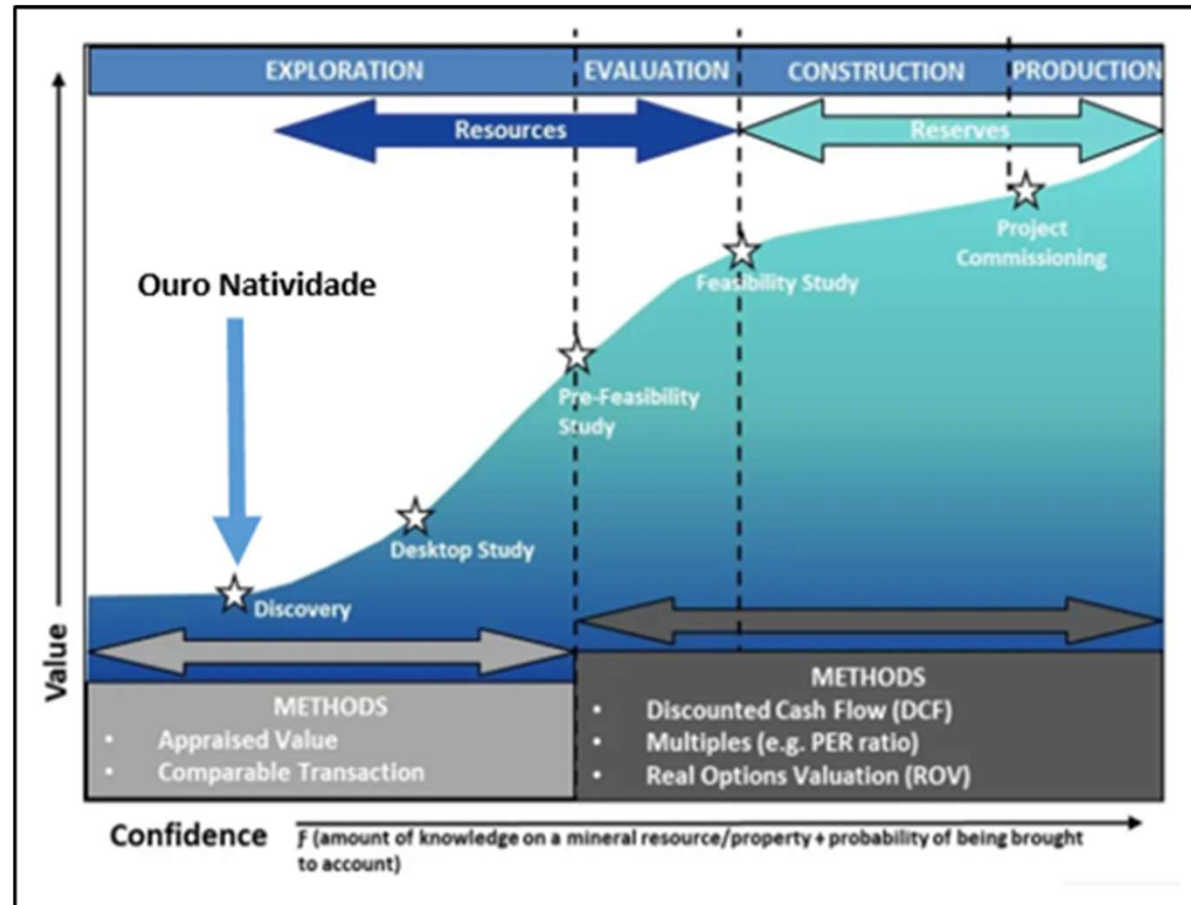 EXPLORATION
EVALUATION
CONSTRUCTION
PRODUCTION
Resources
Reserves
Project
Commissioning
Feasibility Study
Ouro Natividade
Pre-Feasibility
Study
Desktop Study
Discovery
Value
METHODS
• Appraised Value
• Comparable Transaction
METHODS
• Discounted Cash Flow (DCF)
• Multiples (e.g. PER ratio)
• Real Options Valuation (ROV)
Confidence
Ƒ (amount of knowledge on a mineral resource/property + probability of being brought
to account)